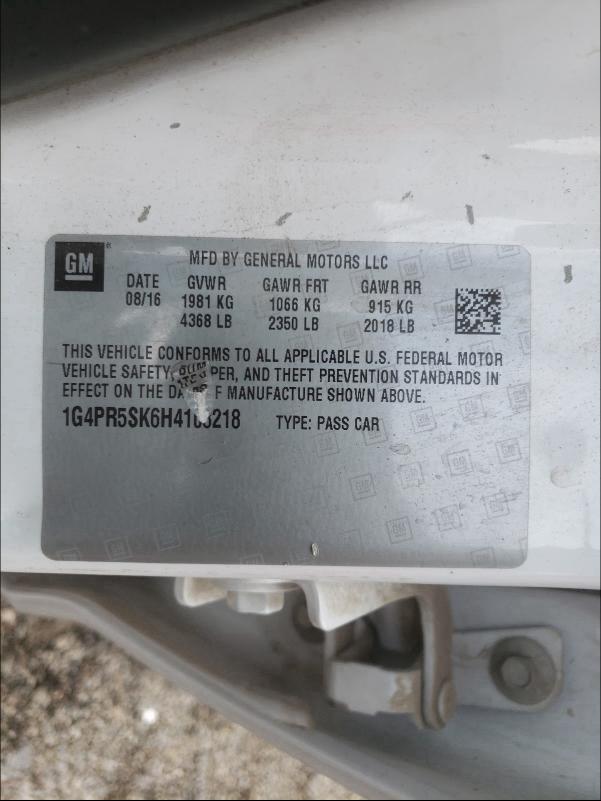 GM
MFD BY GENERAL MOTORS LLC
DATE GVWR GAWR FRT GAWR RR
08/16 1981 KG 1066 KG 915 KG
4368 LB 2350 LB 2018 LB
THIS VEHICLE CONFORMS TO ALL APPLICABLE U.S. FEDERAL MOTOR
VEHICLE SAFETY, PER, AND THEFT PREVENTION STANDARDS IN
EFFECT ON THE DA F MANUFACTURE SHOWN ABOVE.
TYPE: PASS CAR